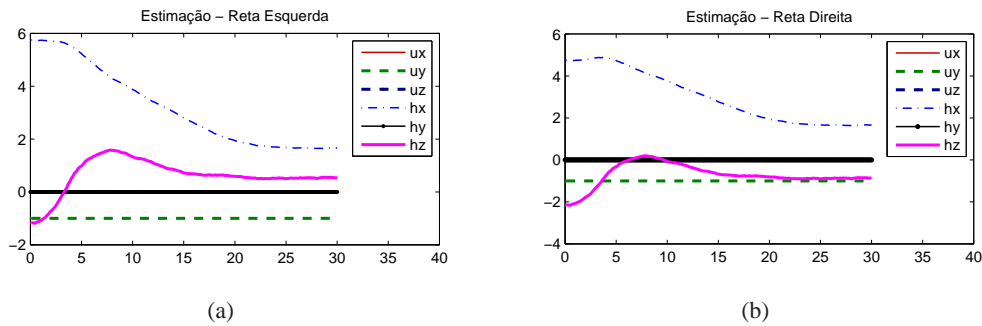 Estimação – Reta Esquerda
6
4
2
0
−2
0 5 10 15 20 25 30 35 40
ux
uy
uz
hx
hy
hz
(a)
Estimação – Reta Direita
6
4
2
0
−2
−4
0 5 10 15 20 25 30 35 40
ux
uy
uz
hx
hy
hz
(b)